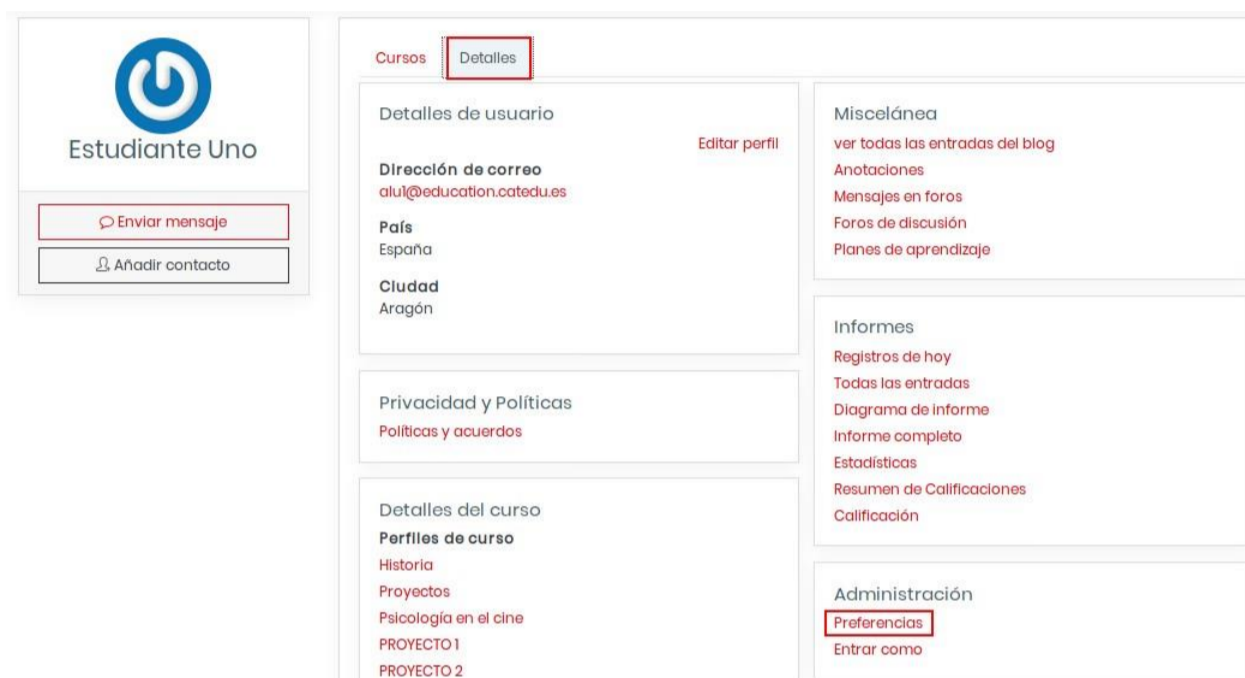 Estudiante Uno
Enviar mensaje
Añadir contacto
Cursos
Detalles
Detalles de usuario
Editar perfil
Dirección de correo
alu1@education.catedu.es
País
España
Ciudad
Aragón
Privacidad y Políticas
Políticas y acuerdos
Detalles del curso
Perfiles de curso
Historia
Proyectos
Psicología en el cine
PROYECTO 1
PROYECTO 2
Miscelánea
ver todas las entradas del blog
Anotaciones
Mensajes en foros
Foros de discusión
Planes de aprendizaje
Informes
Registros de hoy
Todas las entradas
Diagrama de informe
Informe completo
Estadísticas
Resumen de Calificaciones
Calificación
Administración
Preferencias
Entrar como